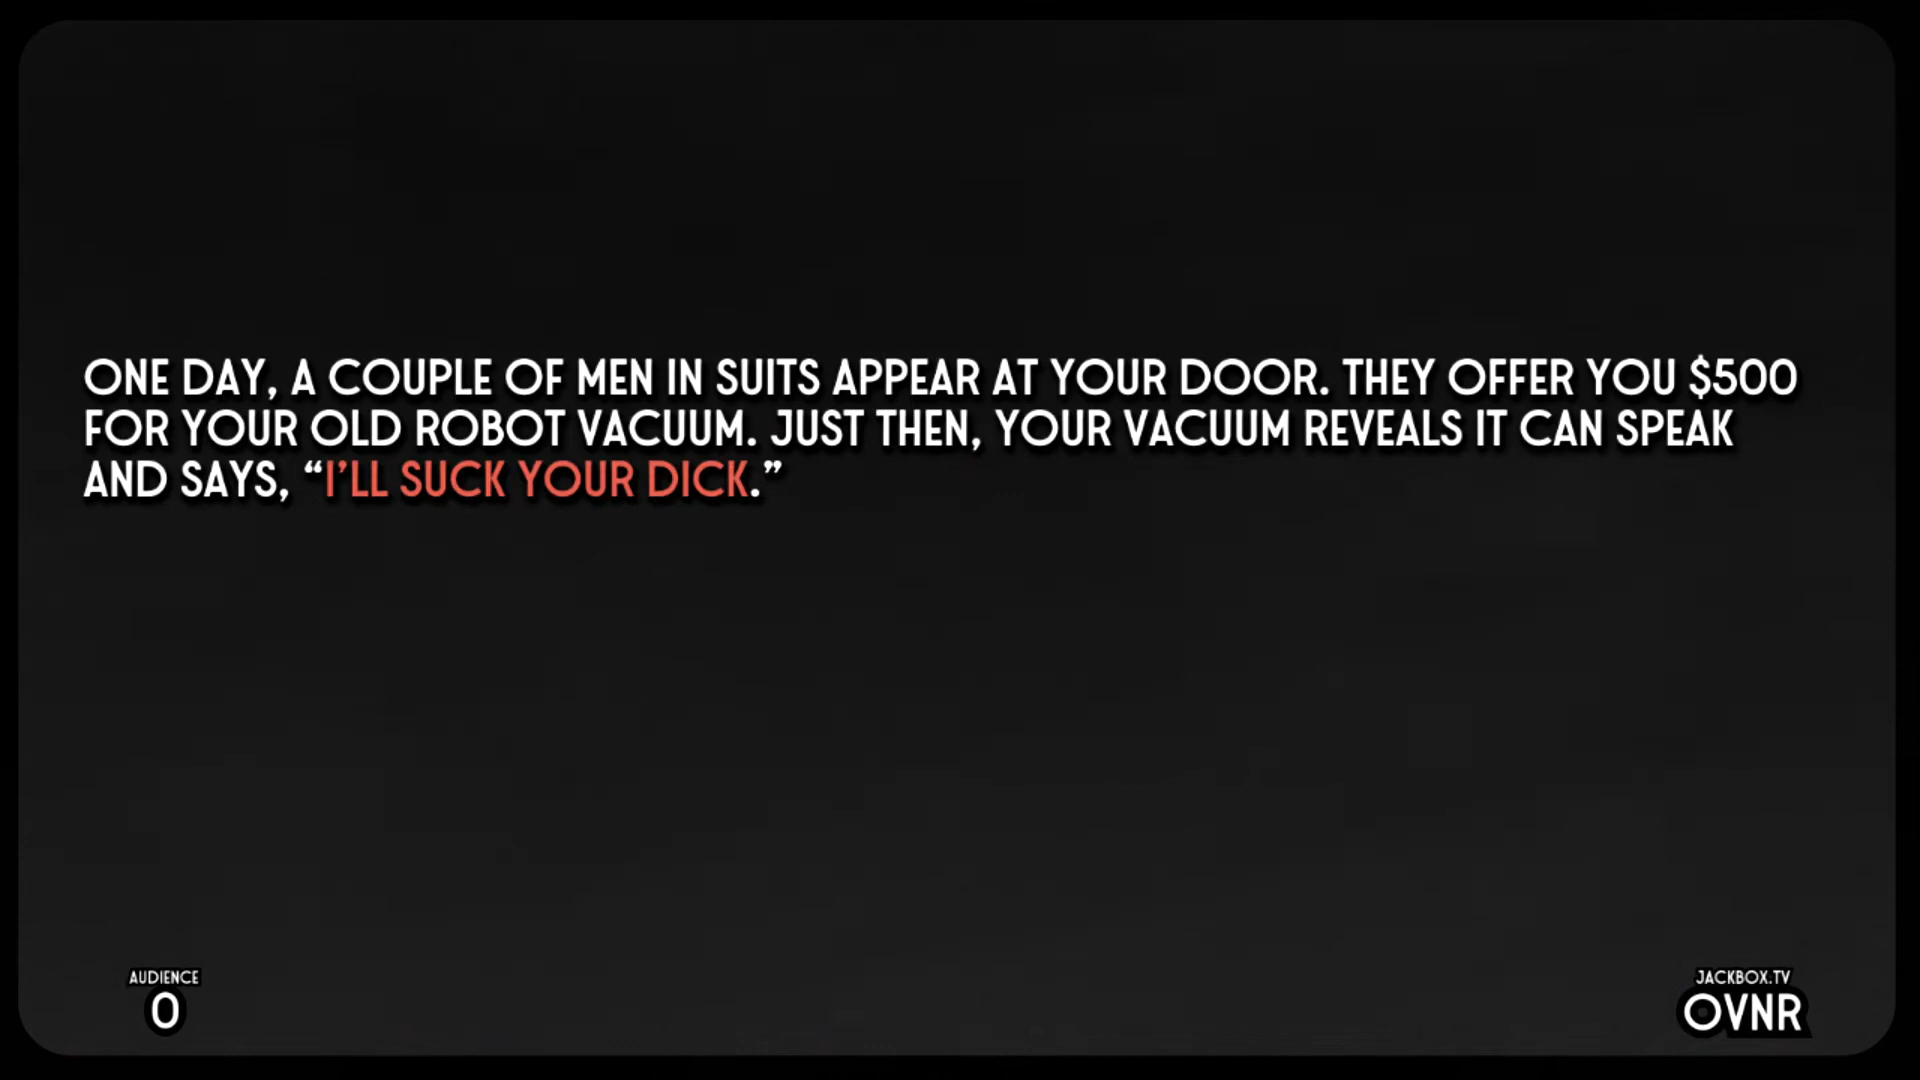 ONE DAY, A COUPLE OF MEN IN SUITS APPEAR AT YOUR DOOR. THEY OFFER YOU $500
FOR YOUR OLD ROBOT VACUUM. JUST THEN, YOUR VACUUM REVEALS IT CAN SPEAK
AND SAYS, “I’LL SUCK YOUR DICK.”
AUDIENCE
0
JACKBOX.TV
OVNR